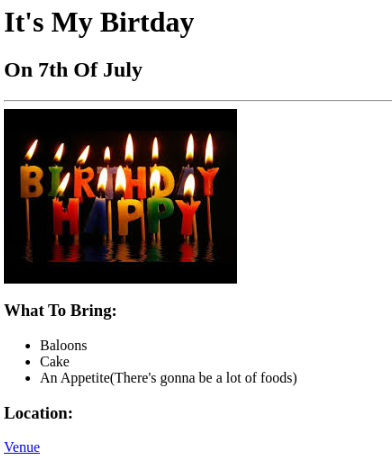 It's My Birtday
On 7th Of July
BIRTHDAY
HAPPY
What To Bring:
Baloons
Cake
An Appetite(There's gonna be a lot of foods)
Location:
Venue